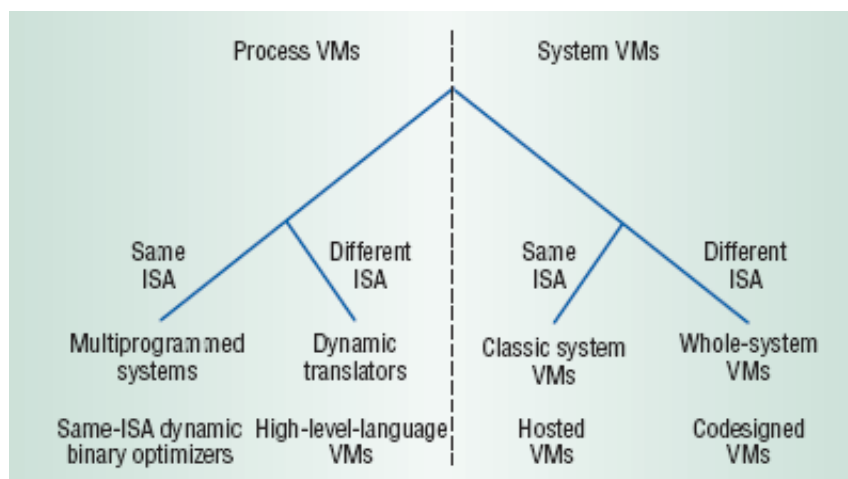 Process VMs
System VMs
Same
ISA
Different
ISA
Same
ISA
Different
ISA
Multiprogrammed
systems
Dynamic
translators
Classic system
VMs
Whole-system
VMs
Same-ISA dynamic
binary optimizers
High-level-language
VMs
Hosted
VMs
Codesigned
VMs